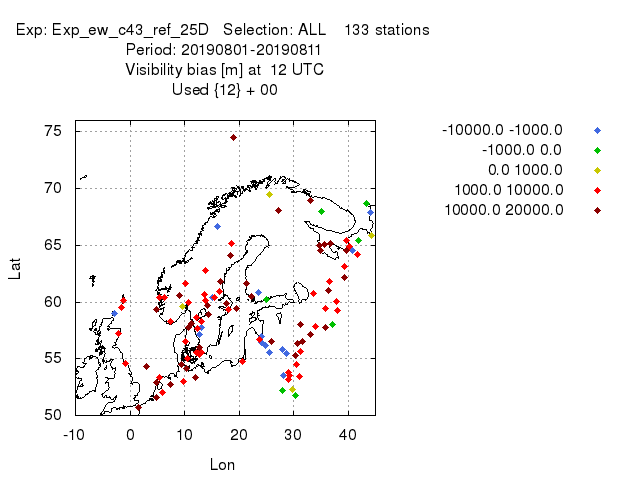 Exp: Exp_ew_c43_ref_25D   Selection: ALL    133 stations
Period: 20190801-20190811
Visibility bias [m] at  12 UTC
Used {12} + 00
-10000.0 -1000.0
-1000.0 0.0
0.0 1000.0
1000.0 10000.0
10000.0 20000.0
75
70
65
60
55
50
Lat
-10 0 10 20 30 40
Lon